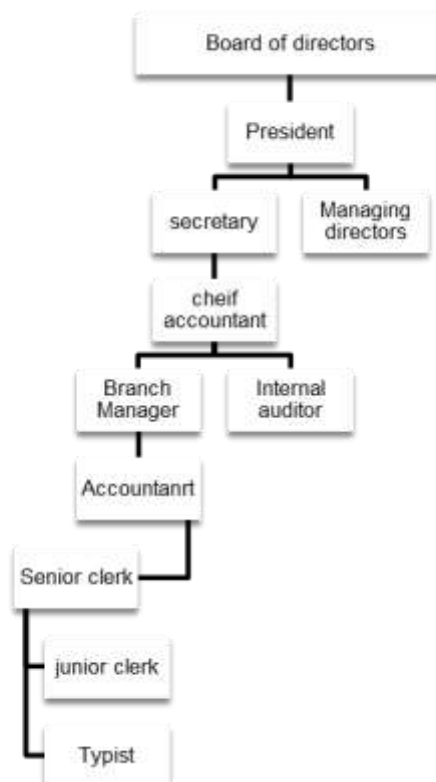 Board of directors
President
secretary
Managing
directors
cheif
accountant
Branch
Manager
Internal
auditor
Accountanrt
Senior clerk
junior clerk
Typist